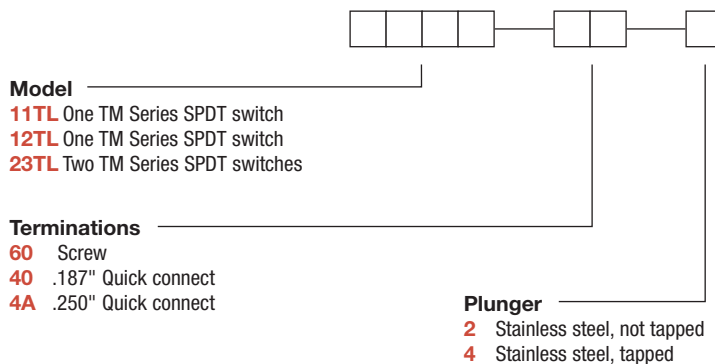 Model
11TL One TM Series SPDT switch
12TL One TM Series SPDT switch
23TL Two TM Series SPDT switches
Terminations
60 Screw
40 .187" Quick connect
4A .250" Quick connect
Plunger
2 Stainless steel, not tapped
4 Stainless steel, tapped